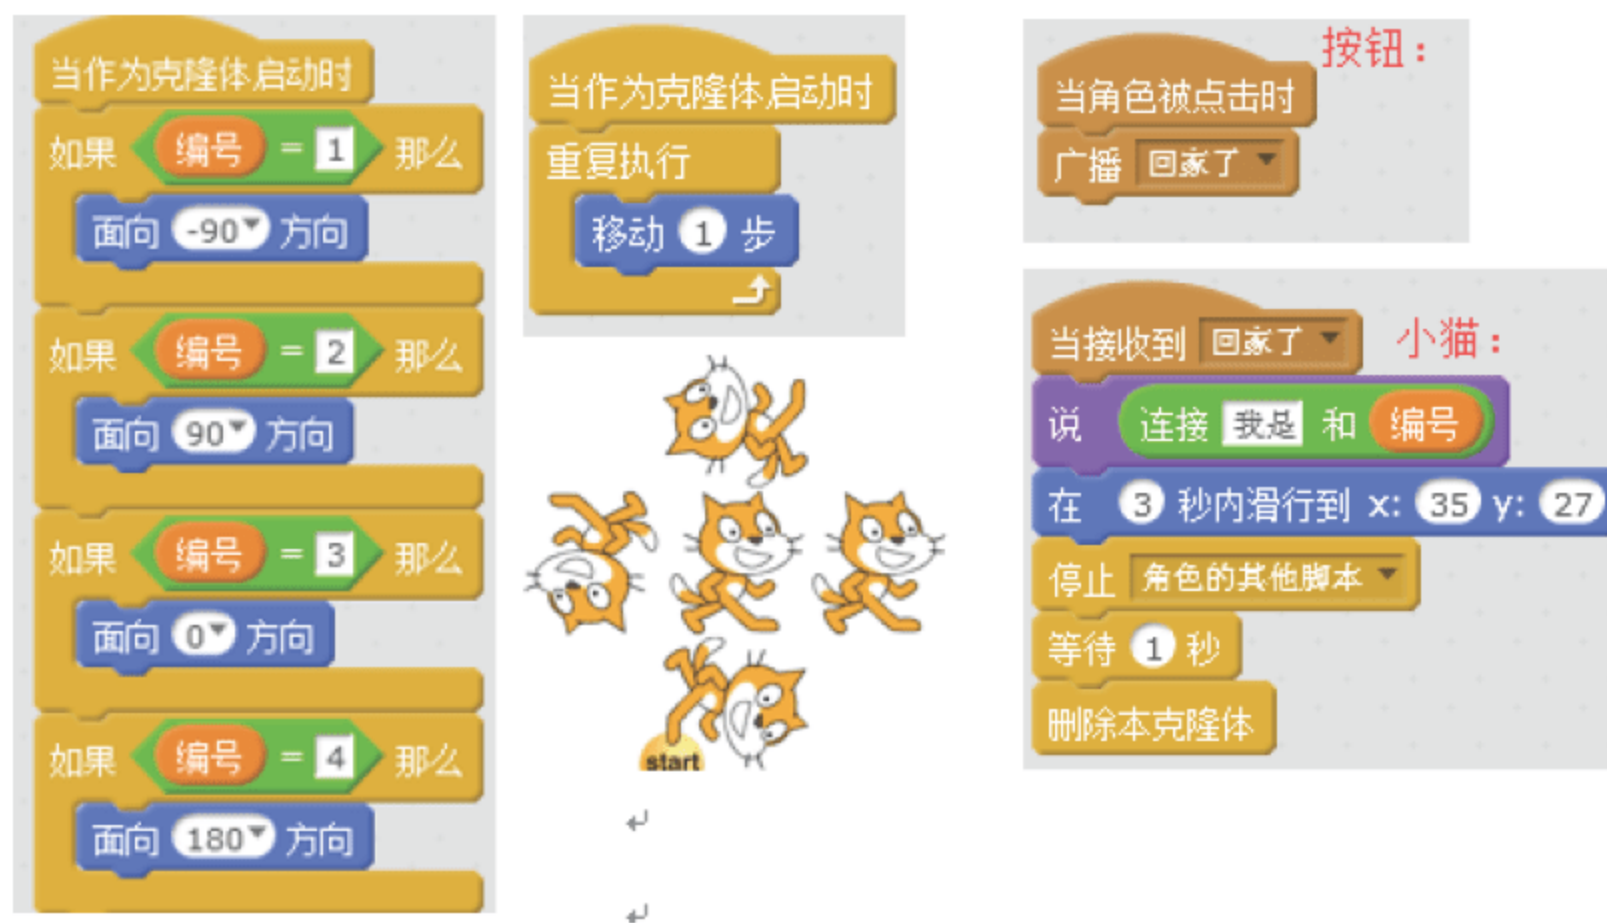 当作为克隆体启动时
如果 编号 = 1 那么
面向 -90 方向
如果 编号 = 2 那么
面向 90 方向
如果 编号 = 3 那么
面向 0 方向
如果 编号 = 4 那么
面向 180 方向
当作为克隆体启动时
重复执行
移动 1 步
start
按钮：
当角色被点击时
广播 回家了
小猫：
当接收到 回家了
说 连接 我是 和 编号
在 3 秒内滑行到 x: 35 y: 27
停止 角色的其他脚本
等待 1 秒
删除本克隆体